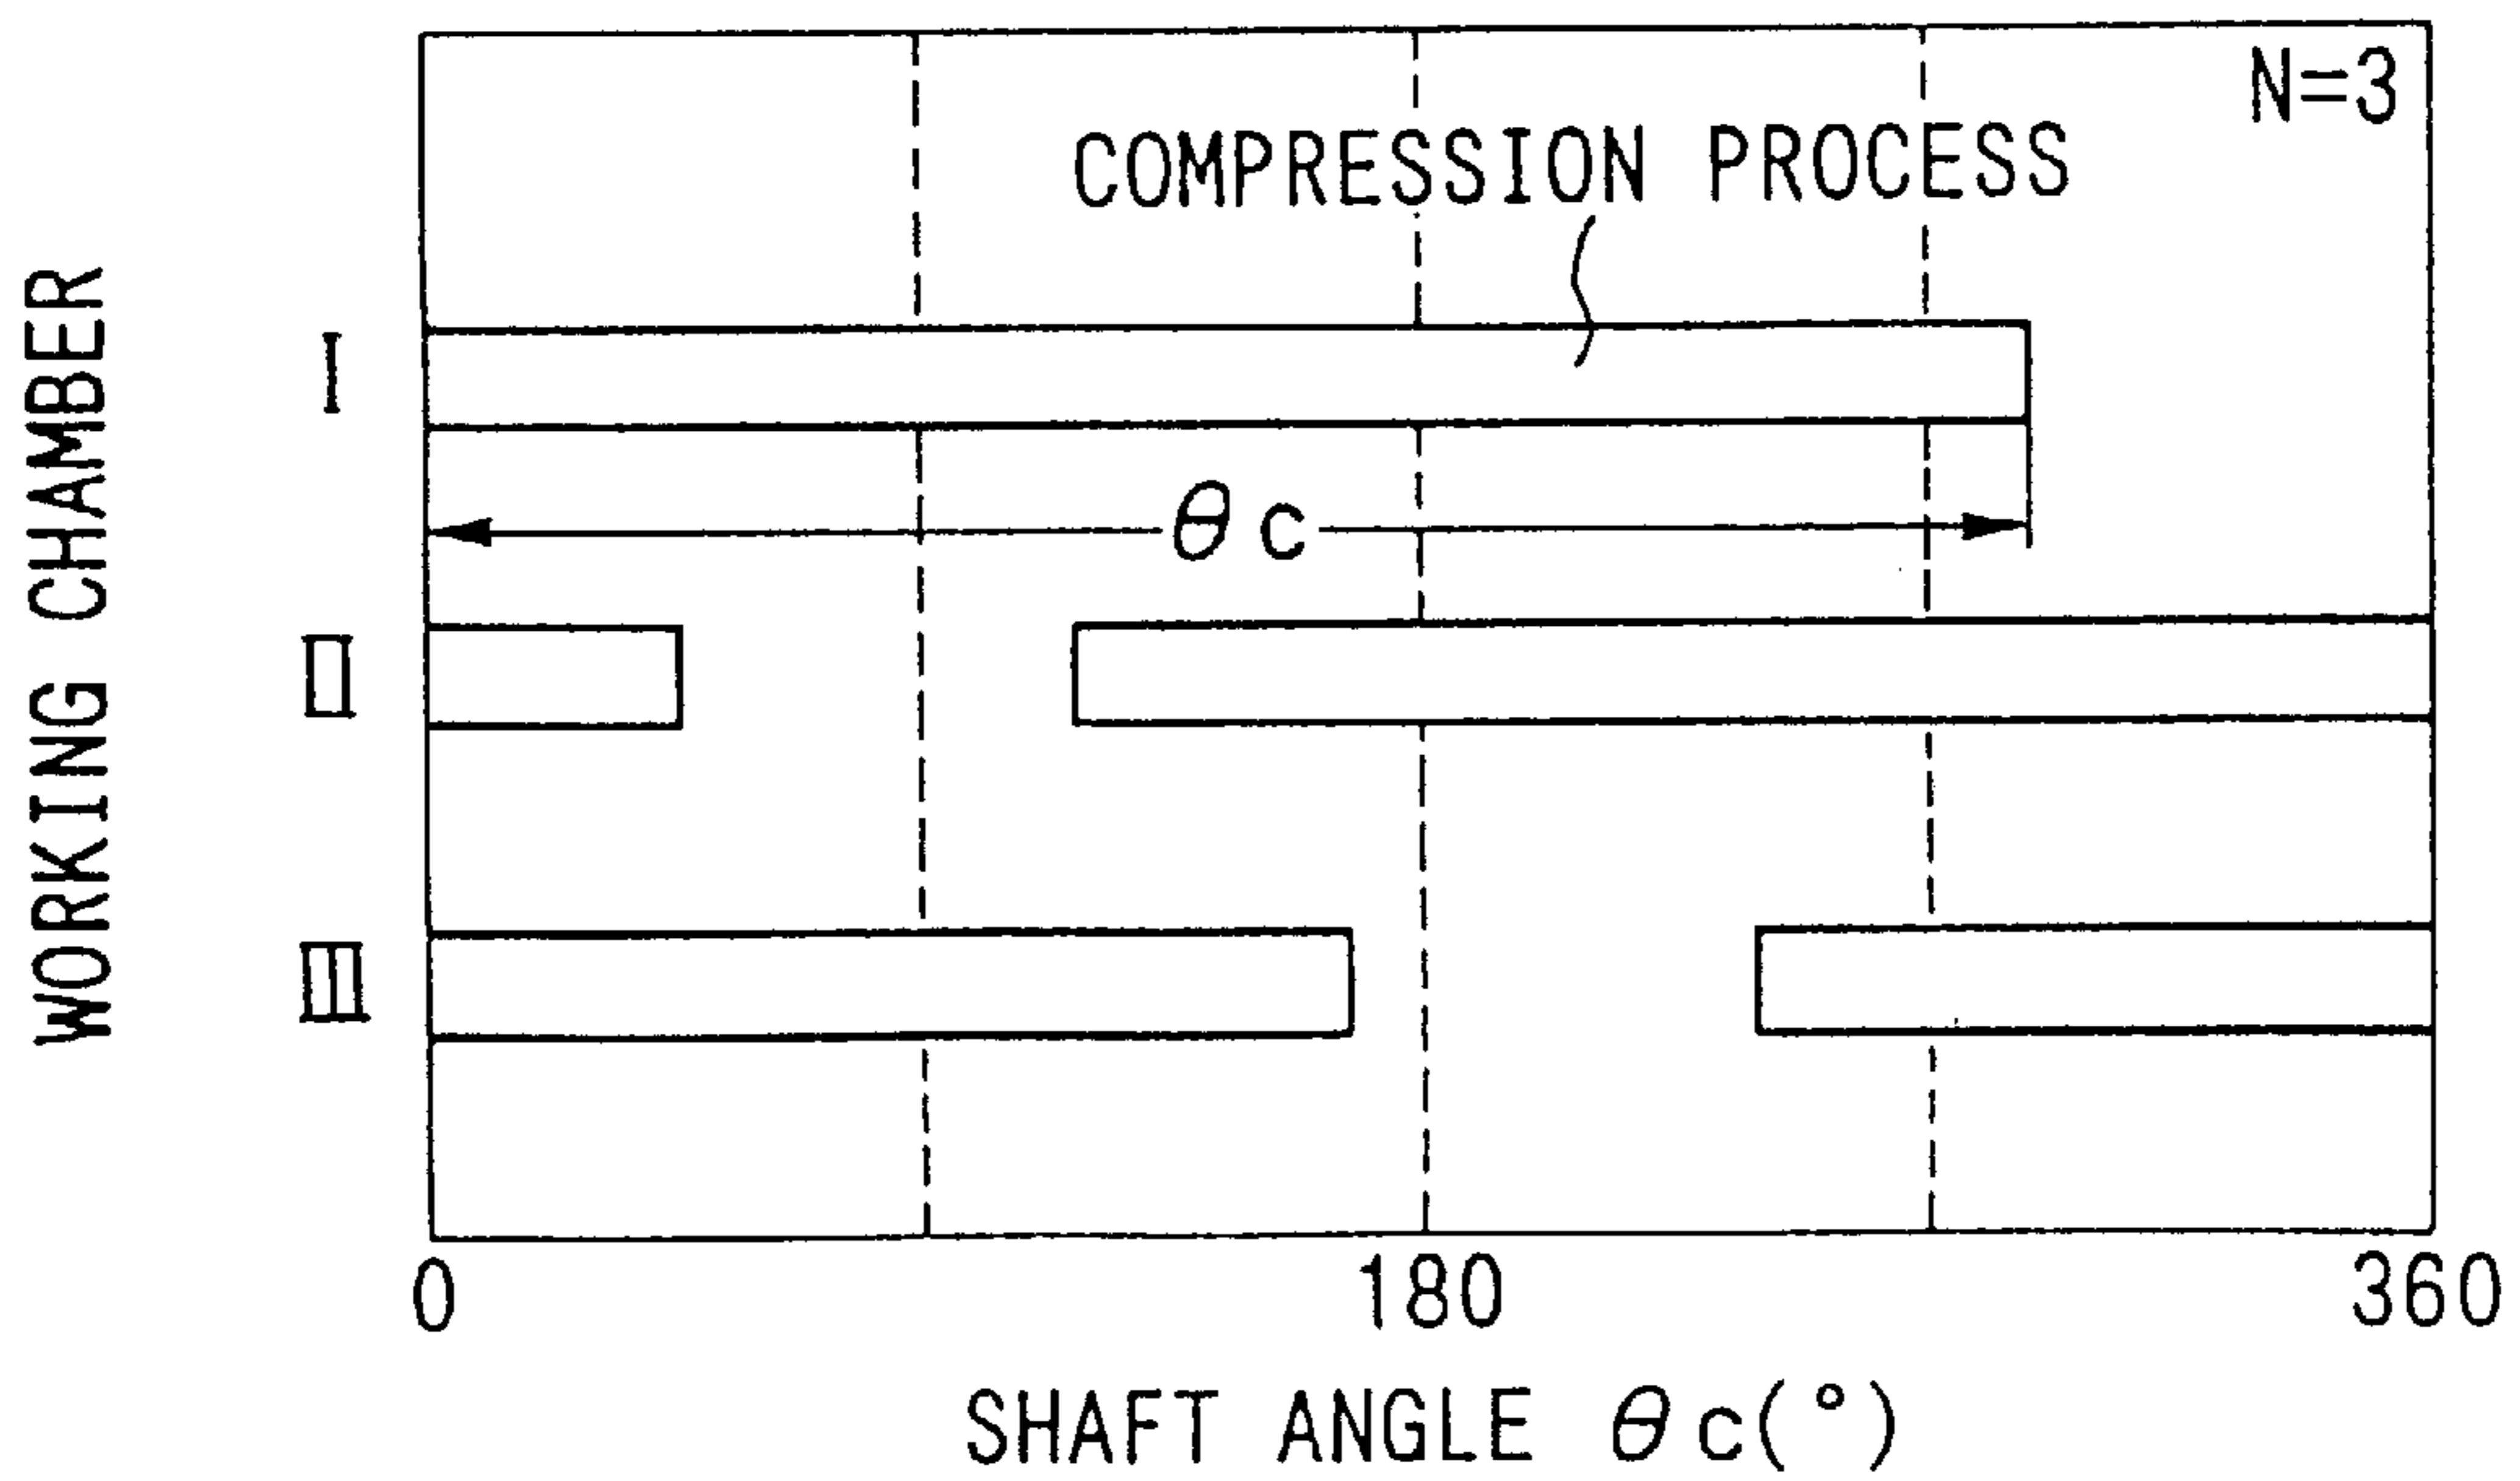 N=3
COMPRESSION PROCESS
WORKING CHAMBER
I
θc
II
III
0 180 360
SHAFT ANGLE θc(°)